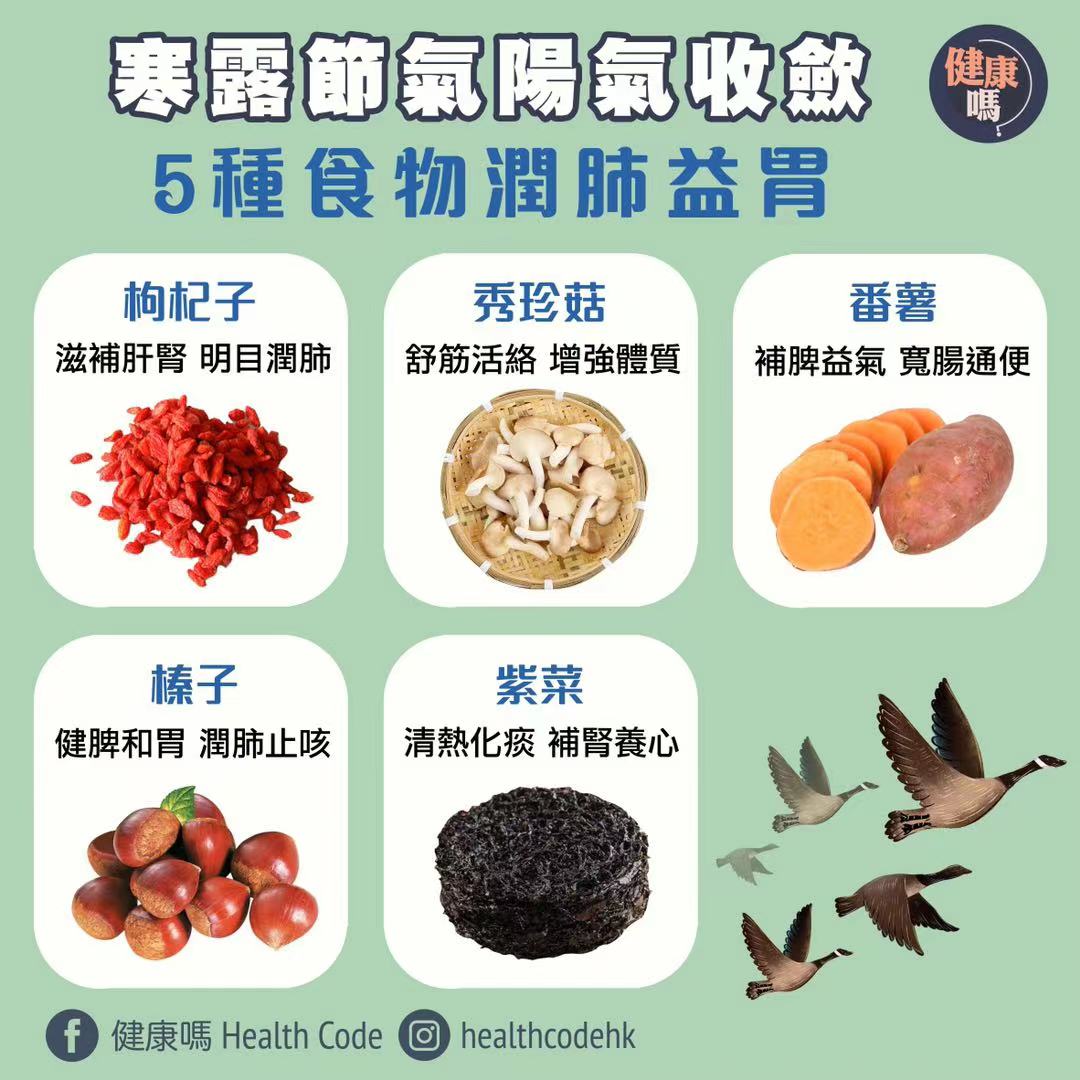 寒露節氣陽氣收斂
健康
嗎?
5種食物潤肺益胃
枸杞子
滋補肝腎 明目潤肺
秀珍菇
舒筋活絡 增強體質
番薯
補脾益氣 寬腸通便
榛子
健脾和胃 潤肺止咳
紫菜
清熱化痰 補腎養心
健康嗎 Health Code
healthcodehk